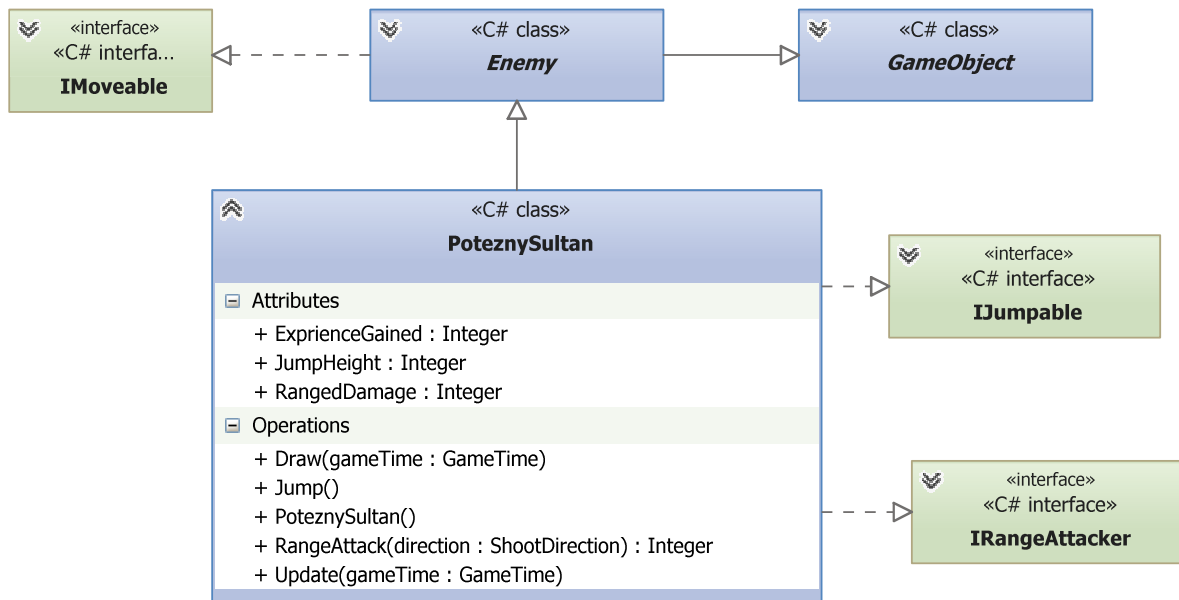 «interface»
«C# interfa...
IMoveable
«C# class»
Enemy
«C# class»
GameObject
«C# class»
PoteznySultan
Attributes
+ ExprienceGained : Integer
+ JumpHeight : Integer
+ RangedDamage : Integer
Operations
+ Draw(gameTime : GameTime)
+ Jump()
+ PoteznySultan()
+ RangeAttack(direction : ShootDirection) : Integer
+ Update(gameTime : GameTime)
«interface»
«C# interface»
IJumpable
«interface»
«C# interface»
IRangeAttacker